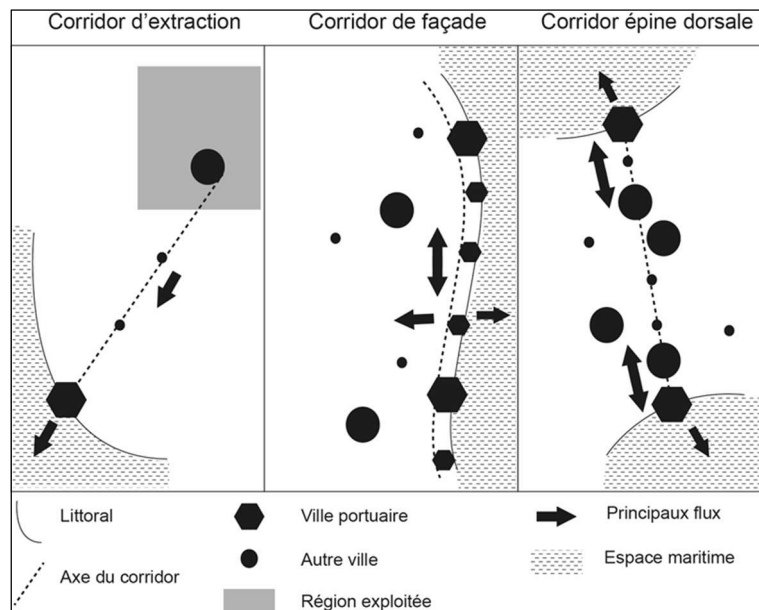 Corridor d’extraction
Corridor de façade
Corridor épine dorsale
Littoral
Ville portuaire
Principaux flux
Axe du corridor
Autre ville
Espace maritime
Région exploitée